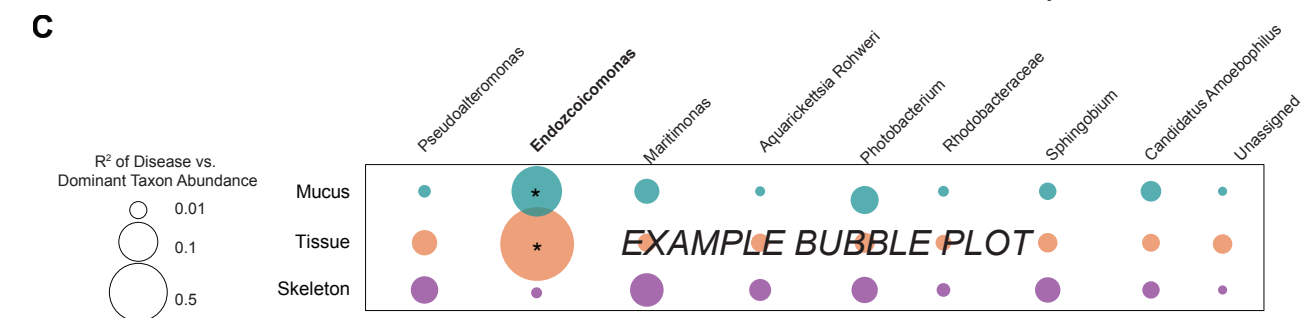 C
Pseudoalteromonas
Endozcoicomonas
Maritimonas
Aquarickettsia Rohweri
Photobacterium
Rhodobacteraceae
Sphingobium
Candidatus Amoebophilus
Unassigned
R² of Disease vs.
Dominant Taxon Abundance
0.01
0.1
0.5
Mucus
*
Tissue
*
EXAMPLE BUBBLE PLOT
Skeleton